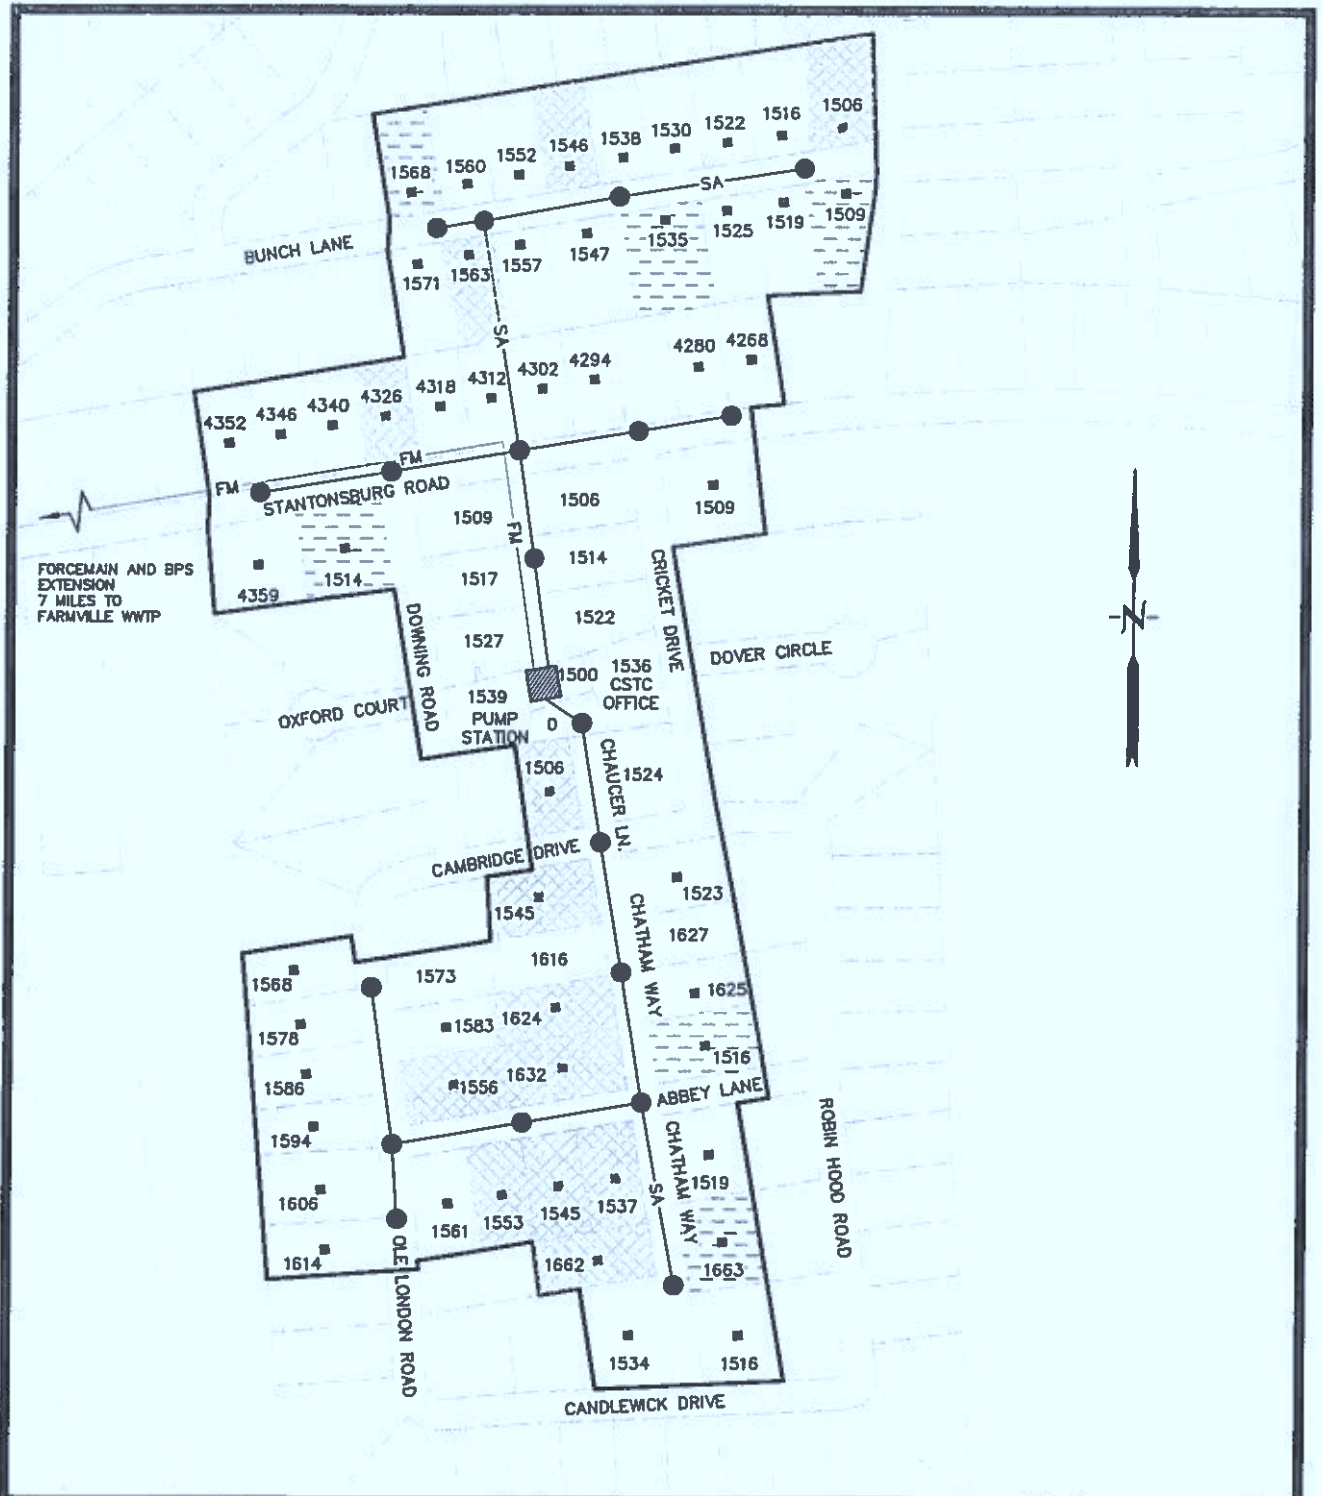 1506
1516
1522
1530
1538
1546
1552
1560
1568
SA
1509
1519
1525
1535
1547
1557
1563
1571
BUNCH LANE
SA
4268
4280
4294
4302
4312
4318
4326
4340
4346
4352
FM
FM
STANTONSBURG ROAD
1506
1509
1509
FM
1514
1514
1517
CRICKET DRIVE
FORCEMAIN AND BPS
EXTENSION
7 MILES TO
FARMVILLE WWTP
4359
1522
DOWNING ROAD
1527
N
DOVER CIRCLE
1500
1536
CSTC
OFFICE
1539
PUMP
STATION
D
OXFORD COURT
CHAUCER LN.
1506
1524
CAMBRIDGE DRIVE
1523
1545
CHATHAM WAY
1627
1616
1573
1568
1625
1624
1583
1578
1516
1632
1556
1586
ABBEY LANE
ROBIN HOOD ROAD
CHATHAM WAY
1594
1519
SA
1537
1545
1553
1561
1606
1614
OLE LONDON ROAD
1662
1663
1534
1516
CANDLEWICK DRIVE